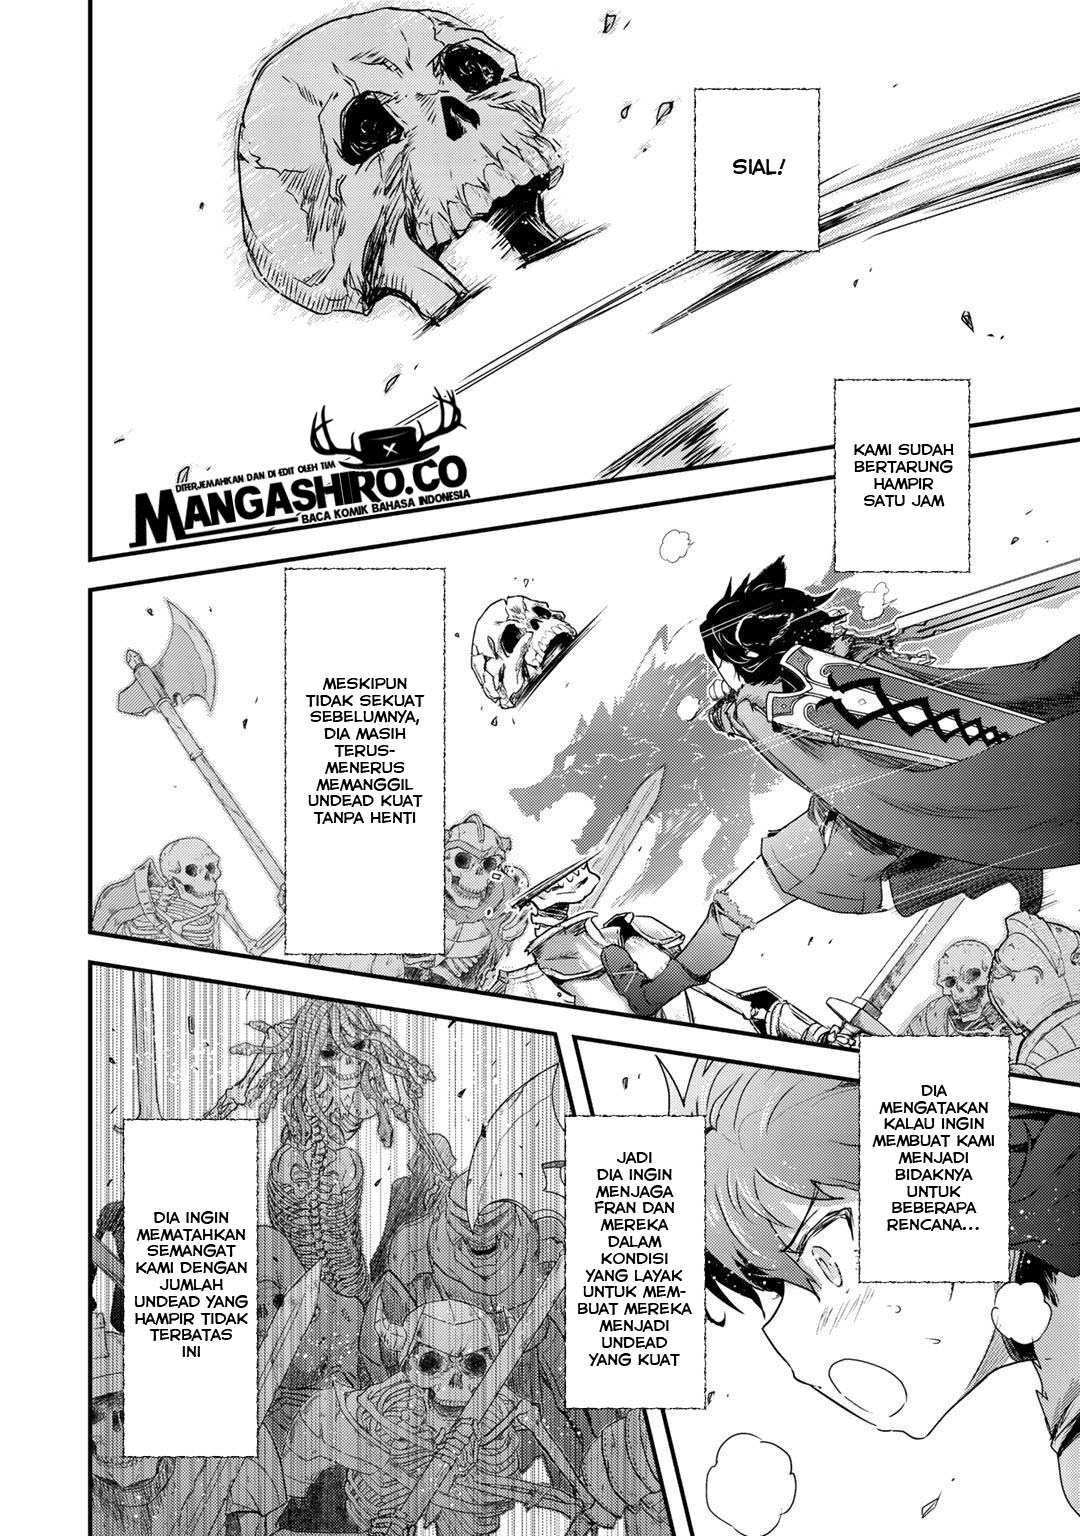 SIAL!
KAMI SUDAH
BERTARUNG
HAMPIR
SATU JAM
DITERJEMAHKAN DAN DI EDIT OLEH TIM
MANGASHIRO.CO
BACA KOMIK BAHASA INDONESIA
MESKIPUN
TIDAK SEKUAT
SEBELUMNYA,
DIA MASIH
TERUS-
MENERUS
MEMANGGIL
UNDEAD KUAT
TANPA HENTI
DIA
MENGATAKAN
KALAU INGIN
MEMBUAT KAMI
MENJADI
BIDAKNYA
UNTUK
BEBERAPA
RENCANA...
JADI
DIA INGIN
MENJAGA
FRAN DAN
MEREKA
DALAM
KONDISI
YANG LAYAK
UNTUK MEM-
BUAT MEREKA
MENJADI
UNDEAD
YANG KUAT
DIA INGIN
MEMATAHKAN
SEMANGAT
KAMI DENGAN
JUMLAH
UNDEAD YANG
HAMPIR TIDAK
TERBATAS
INI